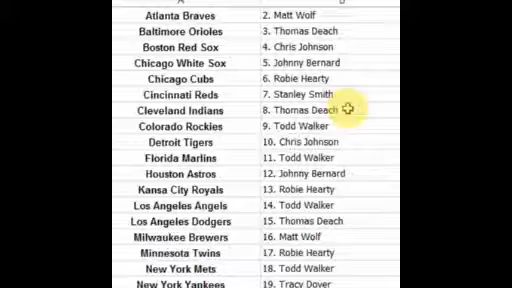 Atlanta Braves 2. Matt Wolf
Baltimore Orioles 3. Thomas Deach
Boston Red Sox 4. Chris Johnson
Chicago White Sox 5. Johnny Bernard
Chicago Cubs 6. Robie Hearty
Cincinnati Reds 7. Stanley Smith
Cleveland Indians 8. Thomas Deach
Colorado Rockies 9. Todd Walker
Detroit Tigers 10. Chris Johnson
Florida Marlins 11. Todd Walker
Houston Astros 12. Johnny Bernard
Kansas City Royals 13. Robie Hearty
Los Angeles Angels 14. Todd Walker
Los Angeles Dodgers 15. Thomas Deach
Milwaukee Brewers 16. Matt Wolf
Minnesota Twins 17. Robie Hearty
New York Mets 18. Todd Walker
New York Yankees 19. Tracy Dover